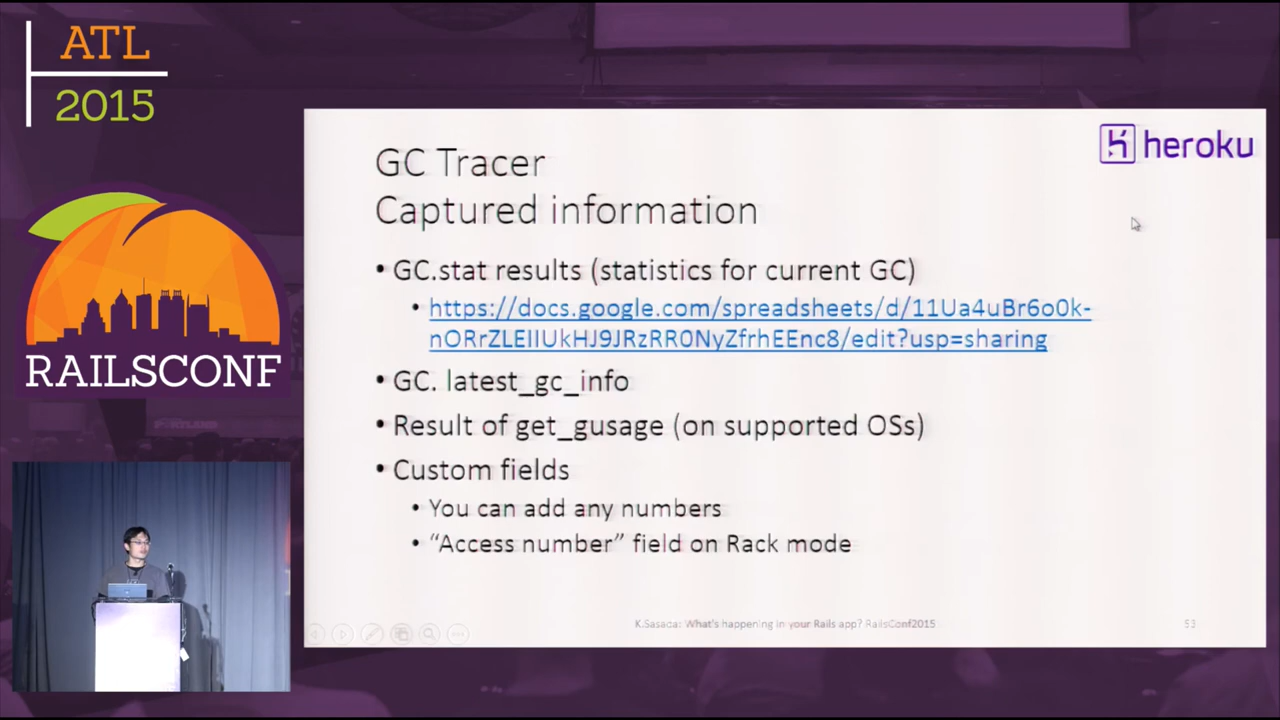 ATL
2015
RAILSCONF
heroku
GC Tracer
Captured information
• GC.stat results (statistics for current GC)
• https://docs.google.com/spreadsheets/d/11Ua4uBr6o0k-
nORrZLEIIUkHJ9JRzRR0NyZfrhEEnc8/edit?usp=sharing
• GC. latest_gc_info
• Result of get_gusage (on supported OSs)
• Custom fields
• You can add any numbers
• “Access number” field on Rack mode
K.Sasada: What's happening in your Rails app? RailsConf2015
53